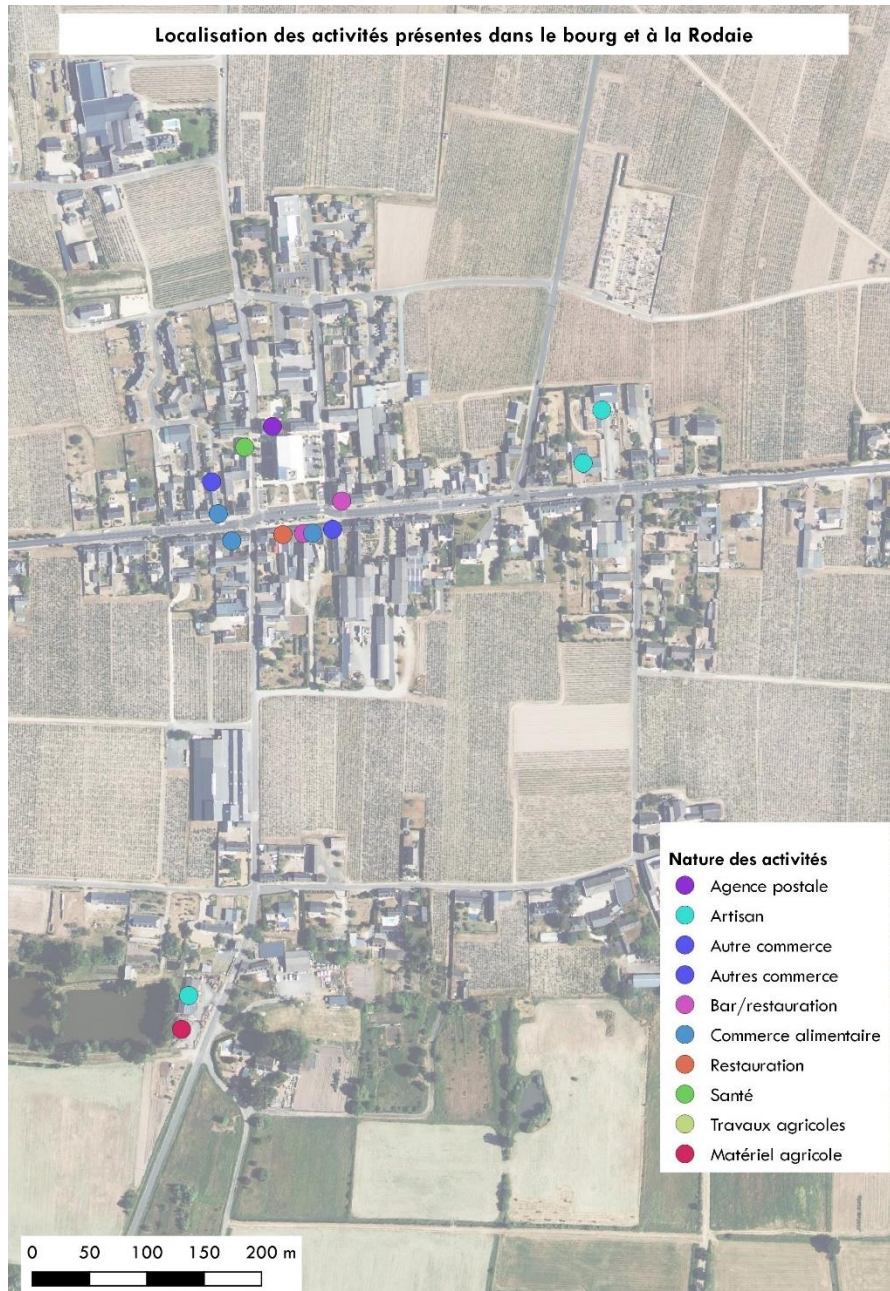 Localisation des activités présentes dans le bourg et à la Rodaie
Nature des activités
Agence postale
Artisan
Autre commerce
Autres commerce
Bar/restauration
Commerce alimentaire
Restauration
Santé
Travaux agricoles
Matériel agricole
0 50 100 150 200 m